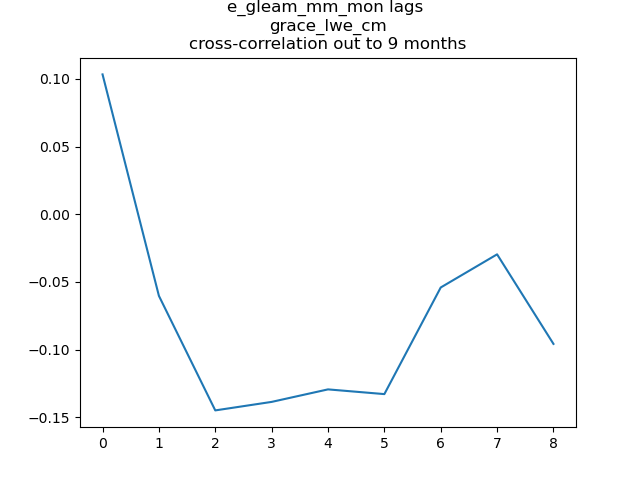 e_gleam_mm_mon lags
grace_lwe_cm
cross-correlation out to 9 months
0.10
0.05
0.00
−0.05
−0.10
−0.15
0 1 2 3 4 5 6 7 8